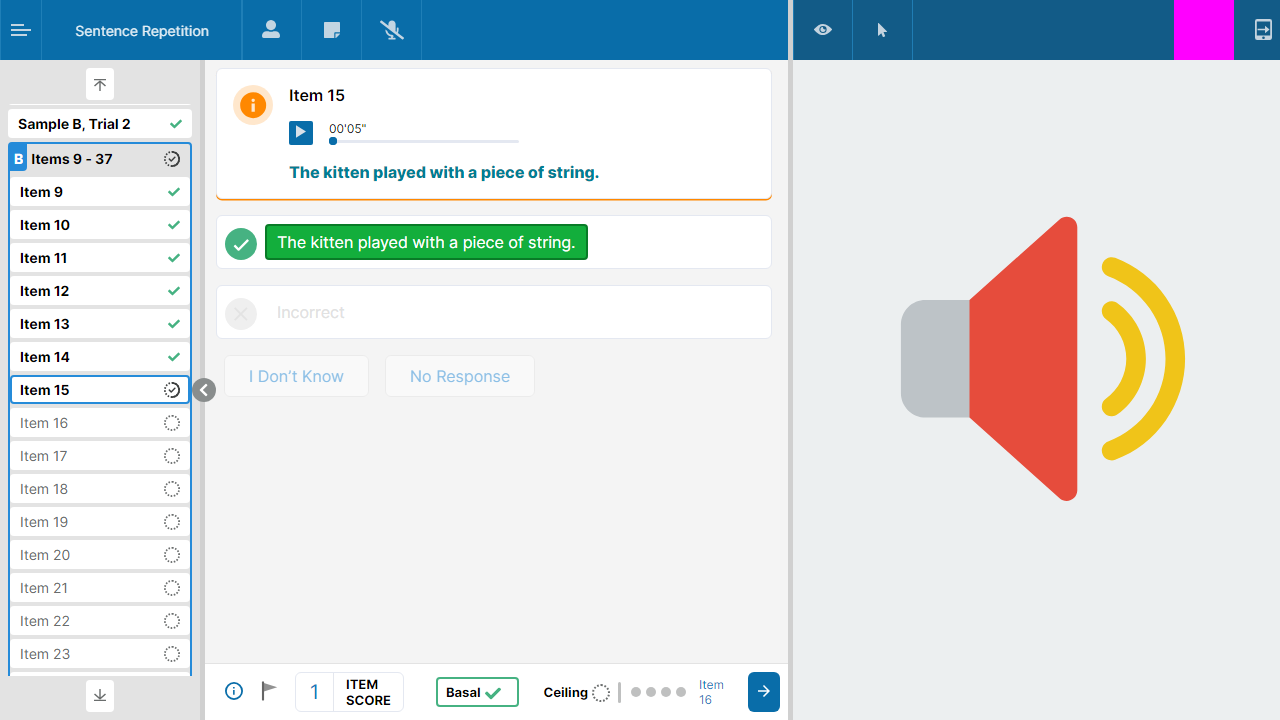 Sentence Repetition
Sample B, Trial 2
B Items 9 - 37
Item 9
Item 10
Item 11
Item 12
Item 13
Item 14
Item 15
Item 16
Item 17
Item 18
Item 19
Item 20
Item 21
Item 22
Item 23
Item 15
00'05"
The kitten played with a piece of string.
The kitten played with a piece of string.
Incorrect
I Don't Know
No Response
1
ITEM
SCORE
Basal
Ceiling
Item
16